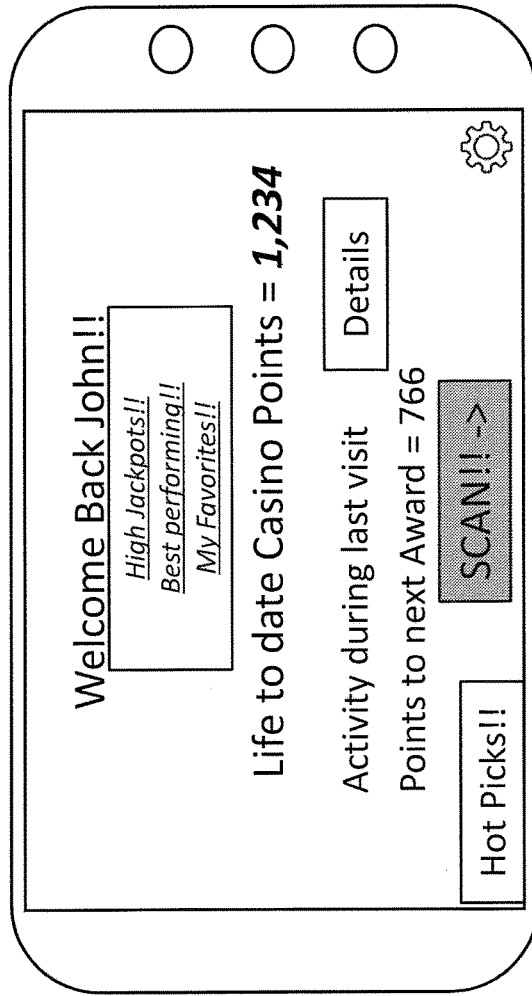 Welcome Back John!!
High Jackpots!!
Best performing!!
My Favorites!!
Life to date Casino Points = 1,234
Activity during last visit
Details
Points to next Award = 766
Hot Picks!!
SCAN!! ->